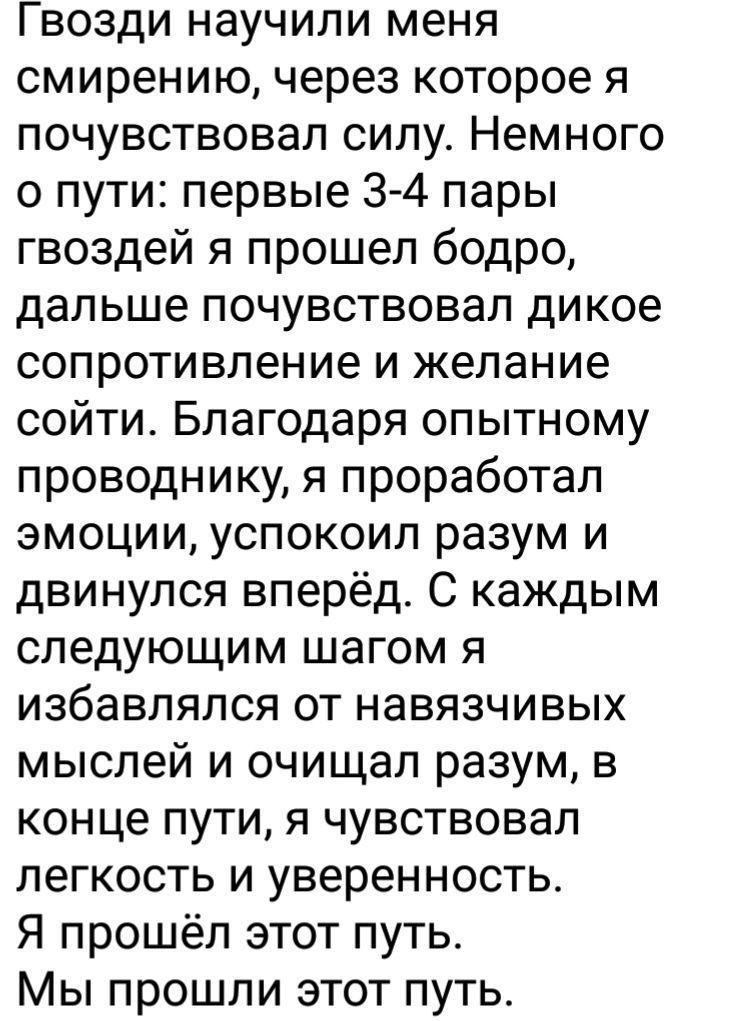 Гвозди научили меня
смирению, через которое я
почувствовал силу. Немного
о пути: первые 3-4 пары
гвоздей я прошел бодро,
дальше почувствовал дикое
сопротивление и желание
сойти. Благодаря опытному
проводнику, я проработал
эмоции, успокоил разум и
двинулся вперёд. С каждым
следующим шагом я
избавлялся от навязчивых
мыслей и очищал разум, в
конце пути, я чувствовал
легкость и уверенность.
Я прошёл этот путь.
Мы прошли этот путь.